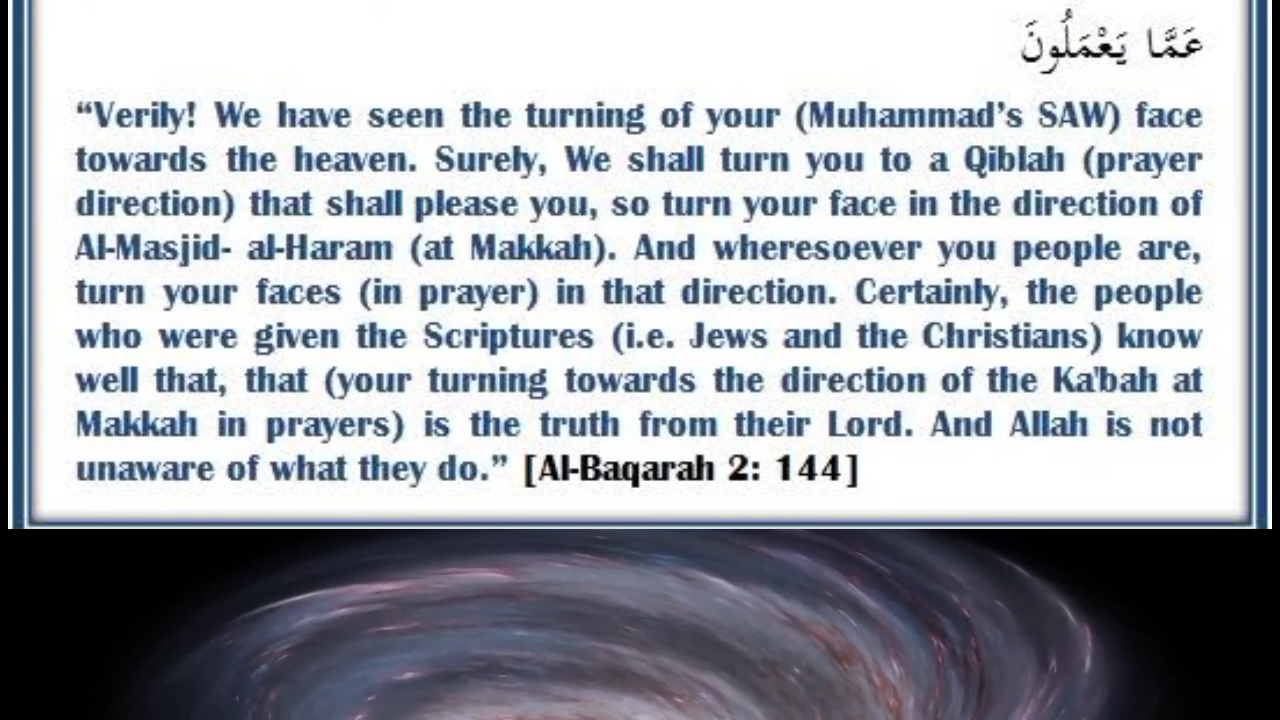 عَمَّا يَعْمَلُونَ
“Verily! We have seen the turning of your (Muhammad’s SAW) face
towards the heaven. Surely, We shall turn you to a Qiblah (prayer
direction) that shall please you, so turn your face in the direction of
Al-Masjid- al-Haram (at Makkah). And wheresoever you people are,
turn your faces (in prayer) in that direction. Certainly, the people
who were given the Scriptures (i.e. Jews and the Christians) know
well that, that (your turning towards the direction of the Ka'bah at
Makkah in prayers) is the truth from their Lord. And Allah is not
unaware of what they do.” [Al-Baqarah 2: 144]